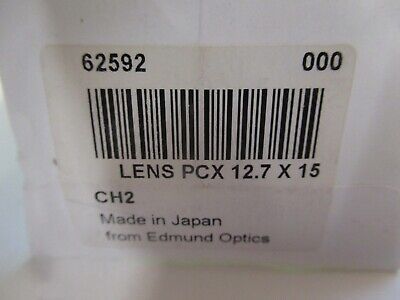 62592 000
LENS PCX 12.7 X 15
CH2
Made in Japan
from Edmund Optics